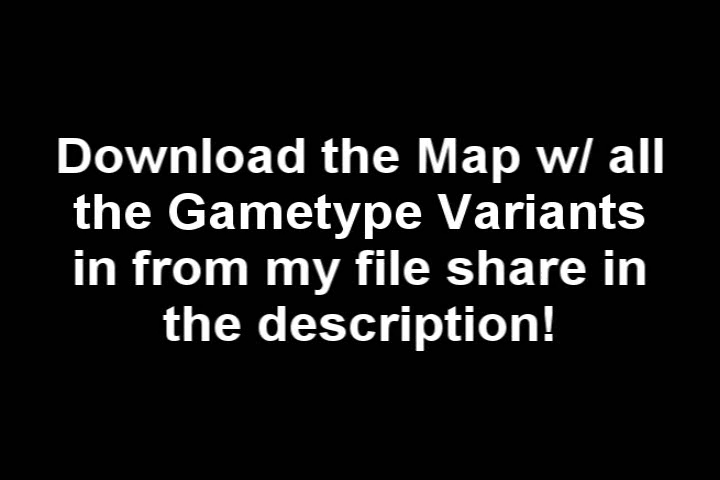 Download the Map w/ all
the Gametype Variants
in from my file share in
the description!